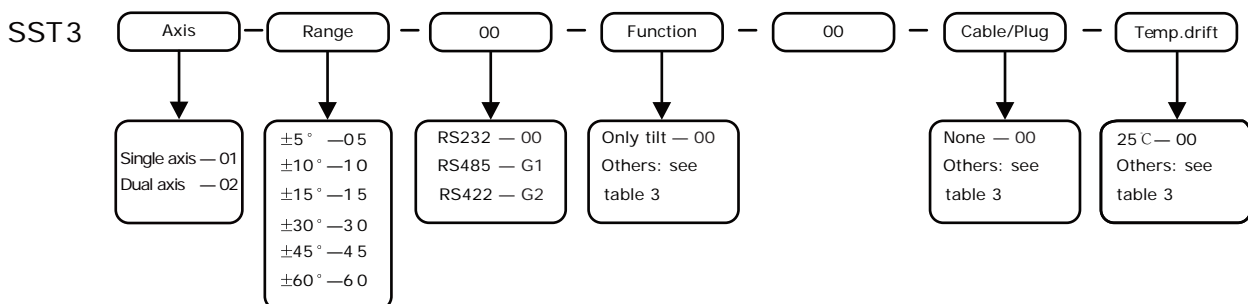 SST3 Axis — Range — 00 — Function — 00 — Cable/Plug — Temp.drift
Single axis — 01
Dual axis — 02
±5° —05
±10° —10
±15° —15
±30° —30
±45° —45
±60° —60
RS232 — 00
RS485 — G1
RS422 — G2
Only tilt — 00
Others: see
table 3
None — 00
Others: see
table 3
25℃ — 00
Others: see
table 3